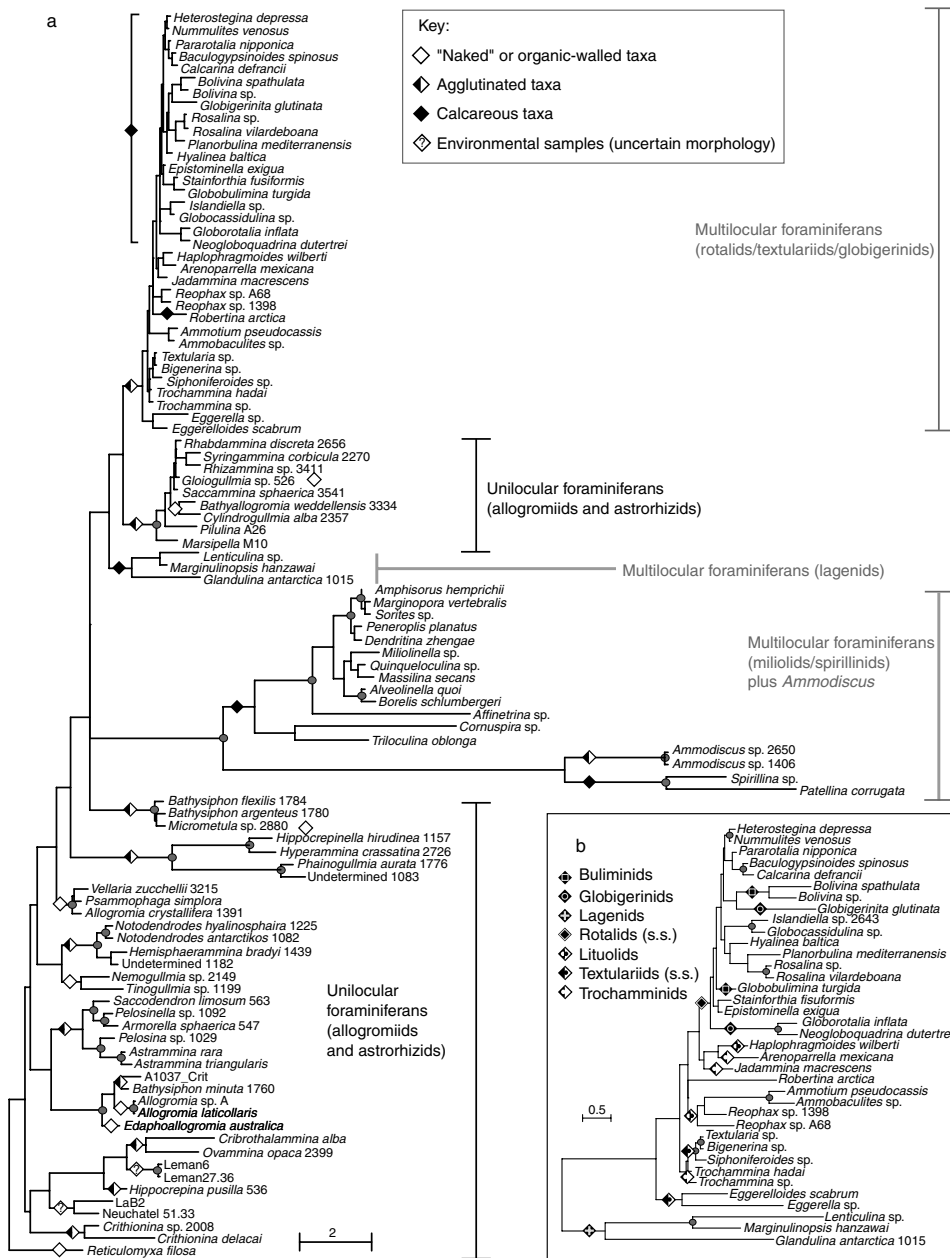 a
Heterostegina depressa
Nummulites venosus
Pararotalia nipponica
Baculogypsinoides spinosus
Calcarina defrancii
Bolivina spathulata
Bolivina sp.
Globigerinita glutinata
Rosalina sp.
Rosalina vilardeboana
Planorbulina mediterranensis
Hyalinea baltica
Epistominella exigua
Stainforthia fusiformis
Globobulimina turgida
Islandiella sp.
Globocassidulina sp.
Globorotalia inflata
Neogloboquadrina dutertrei
Haplophragmoides wilberti
Arenoparrella mexicana
Jadammina macrescens
Reophax sp. A68
Reophax sp. 1398
Robertina arctica
Ammotium pseudocassis
Ammobaculites sp.
Textularia sp.
Bigenerina sp.
Siphoniferoides sp.
Trochammina hadai
Trochammina sp.
Eggerella sp.
Eggerelloides scabrum
Rhabdammina discreta 2656
Syringammina corbicula 2270
Rhizammina sp. 3411
Gloiogullmia sp. 526
Saccammina sphaerica 3541
Bathyallogromia weddellensis 3334
Cylindrogullmia alba 2357
Pilulina A26
Marsipella M10
Lenticulina sp.
Marginulinopsis hanzawai
Glandulina antarctica 1015
Amphisorus hemprichii
Marginopora vertebralis
Sorites sp.
Peneroplis planatus
Dendritina zhengae
Miliolinella sp.
Quinqueloculina sp.
Massilina secans
Alveolinella quoi
Borelis schlumbergeri
Affinetrina sp.
Cornuspira sp.
Triloculina oblonga
Ammodiscus sp. 2650
Ammodiscus sp. 1406
Spirillina sp.
Patellina corrugata
Bathysiphon flexilis 1784
Bathysiphon argenteus 1780
Micrometula sp. 2880
Hippocrepinella hirudinea 1157
Hyperammina crassatina 2726
Phainogullmia aurata 1776
Undetermined 1083
Vellaria zucchellii 3215
Psammophaga simplora
Allogromia crystallifera 1391
Notodendrodes hyalinosphaira 1225
Notodendrodes antarctikos 1082
Hemisphaerammina bradyi 1439
Undetermined 1182
Nemogullmia sp. 2149
Tinogullmia sp. 1199
Saccodendron limosum 563
Pelosinella sp. 1092
Armorella sphaerica 547
Pelosina sp. 1029
Astrammina rara
Astrammina triangularis
A1037_Crit
Bathysiphon minuta 1760
Allogromia sp. A
Allogromia laticollaris
Edaphoallogromia australica
Cribrothalammina alba
Ovammina opaca 2399
Leman6
Leman27.36
Hippocrepina pusilla 536
LaB2
Neuchatel 51.33
Crithionina sp. 2008
Crithionina delacai
Reticulomyxa filosa
2
Key:
"Naked" or organic-walled taxa
Agglutinated taxa
Calcareous taxa
? Environmental samples (uncertain morphology)
?
?
Multilocular foraminiferans
(rotalids/textulariids/globigerinids)
Unilocular foraminiferans
(allogromiids and astrorhizids)
Multilocular foraminiferans (lagenids)
Multilocular foraminiferans
(miliolids/spirillinids)
plus Ammodiscus
Unilocular
foraminiferans
(allogromiids
and astrorhizids)
b
Buliminids
Globigerinids
Lagenids
Rotalids (s.s.)
Lituolids
Textulariids (s.s.)
Trochamminids
0.5
Heterostegina depressa
Nummulites venosus
Pararotalia nipponica
Baculogypsinoides spinosus
Calcarina defrancii
Bolivina spathulata
Bolivina sp.
Globigerinita glutinata
Islandiella sp. 2643
Globocassidulina sp.
Hyalinea baltica
Planorbulina mediterranensis
Rosalina sp.
Rosalina vilardeboana
Globobulimina turgida
Stainforthia fisuformis
Epistominella exigua
Globorotalia inflata
Neogloboquadrina dutertrei
Haplophragmoides wilberti
Arenoparrella mexicana
Jadammina macrescens
Robertina arctica
Ammotium pseudocassis
Ammobaculites sp.
Reophax sp. 1398
Reophax sp. A68
Textularia sp.
Bigenerina sp.
Siphoniferoides sp.
Trochammina hadai
Trochammina sp.
Eggerelloides scabrum
Eggerella sp.
Lenticulina sp.
Marginulinopsis hanzawai
Glandulina antarctica 1015